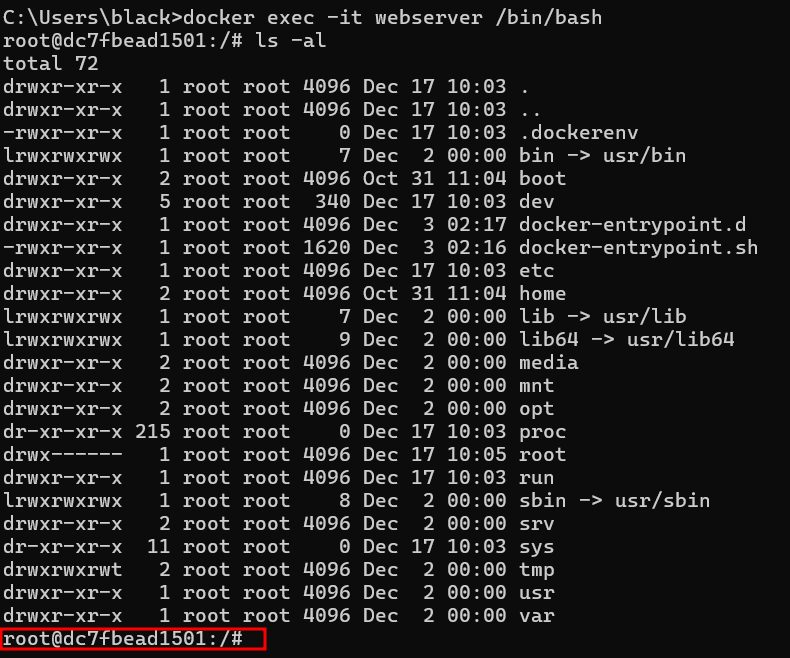 C:\Users\black>docker exec -it webserver /bin/bash
root@dc7fbead1501:/# ls -al
total 72
drwxr-xr-x   1 root root 4096 Dec 17 10:03 .
drwxr-xr-x   1 root root 4096 Dec 17 10:03 ..
-rwxr-xr-x   1 root root    0 Dec 17 10:03 .dockerenv
lrwxrwxrwx   1 root root    7 Dec  2 00:00 bin -> usr/bin
drwxr-xr-x   2 root root 4096 Oct 31 11:04 boot
drwxr-xr-x   5 root root  340 Dec 17 10:03 dev
drwxr-xr-x   1 root root 4096 Dec  3 02:17 docker-entrypoint.d
-rwxr-xr-x   1 root root 1620 Dec  3 02:16 docker-entrypoint.sh
drwxr-xr-x   1 root root 4096 Dec 17 10:03 etc
drwxr-xr-x   2 root root 4096 Oct 31 11:04 home
lrwxrwxrwx   1 root root    7 Dec  2 00:00 lib -> usr/lib
lrwxrwxrwx   1 root root    9 Dec  2 00:00 lib64 -> usr/lib64
drwxr-xr-x   2 root root 4096 Dec  2 00:00 media
drwxr-xr-x   2 root root 4096 Dec  2 00:00 mnt
drwxr-xr-x   2 root root 4096 Dec  2 00:00 opt
dr-xr-xr-x 215 root root    0 Dec 17 10:03 proc
drwx------   1 root root 4096 Dec 17 10:05 root
drwxr-xr-x   1 root root 4096 Dec 17 10:03 run
lrwxrwxrwx   1 root root    8 Dec  2 00:00 sbin -> usr/sbin
drwxr-xr-x   2 root root 4096 Dec  2 00:00 srv
dr-xr-xr-x  11 root root    0 Dec 17 10:03 sys
drwxrwxrwt   2 root root 4096 Dec  2 00:00 tmp
drwxr-xr-x   1 root root 4096 Dec  2 00:00 usr
drwxr-xr-x   1 root root 4096 Dec  2 00:00 var
root@dc7fbead1501:/#